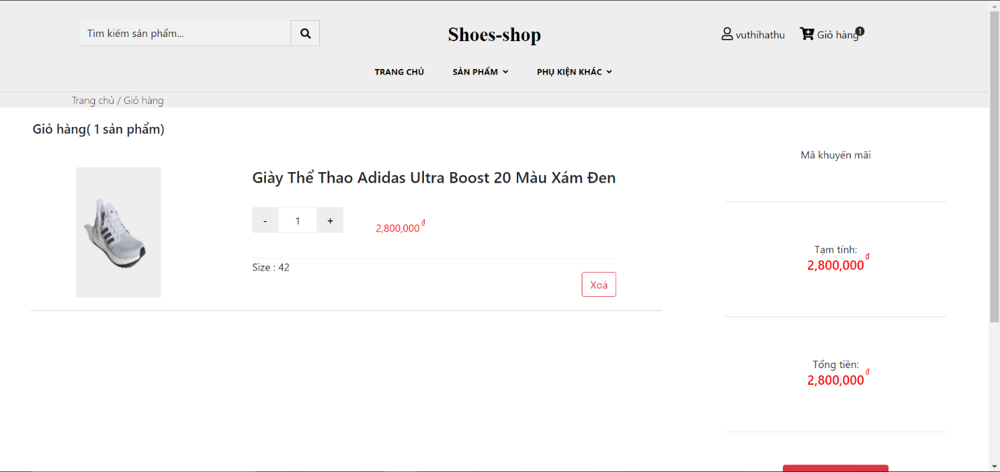 Tìm kiếm sản phẩm...
Shoes-shop
vuthihathu
Giỏ hàng
1
TRANG CHỦ
SẢN PHẨM
PHỤ KIỆN KHÁC
Trang chủ / Giỏ hàng
Giỏ hàng( 1 sản phẩm)
Giày Thể Thao Adidas Ultra Boost 20 Màu Xám Đen
- 1 +
2,800,000 ₫
Size : 42
Xoá
Mã khuyến mãi
Tạm tính:
2,800,000 ₫
Tổng tiền:
2,800,000 ₫